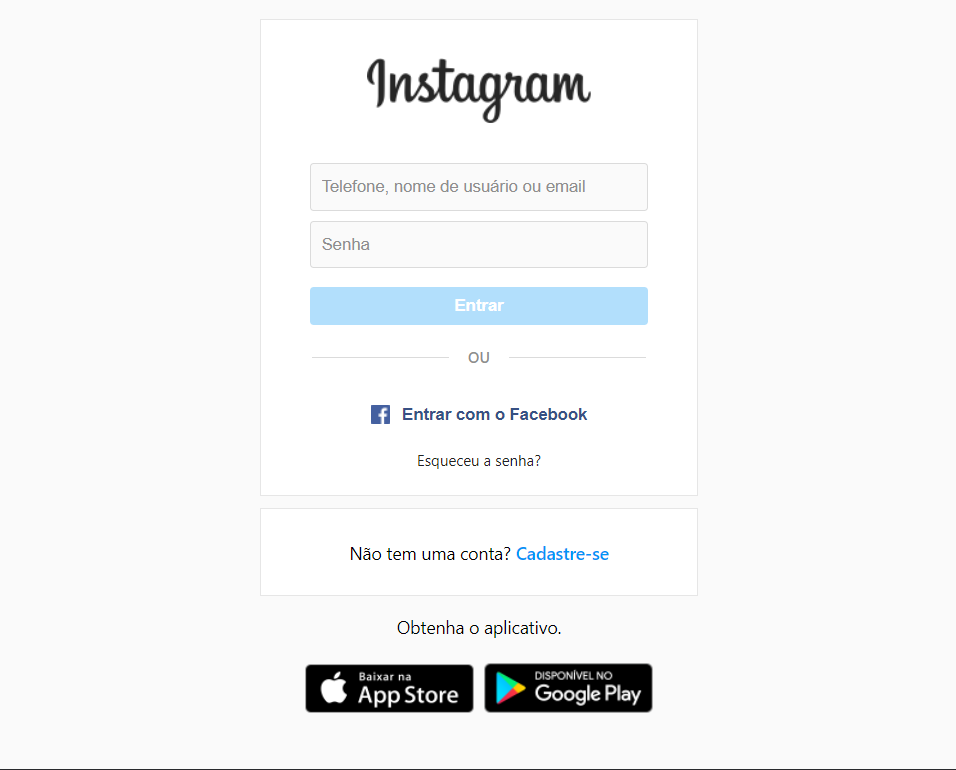 Instagram
Telefone, nome de usuário ou email
Senha
Entrar
OU
Entrar com o Facebook
Esqueceu a senha?
Não tem uma conta? Cadastre-se
Obtenha o aplicativo.
Baixar na
App Store
DISPONÍVEL NO
Google Play